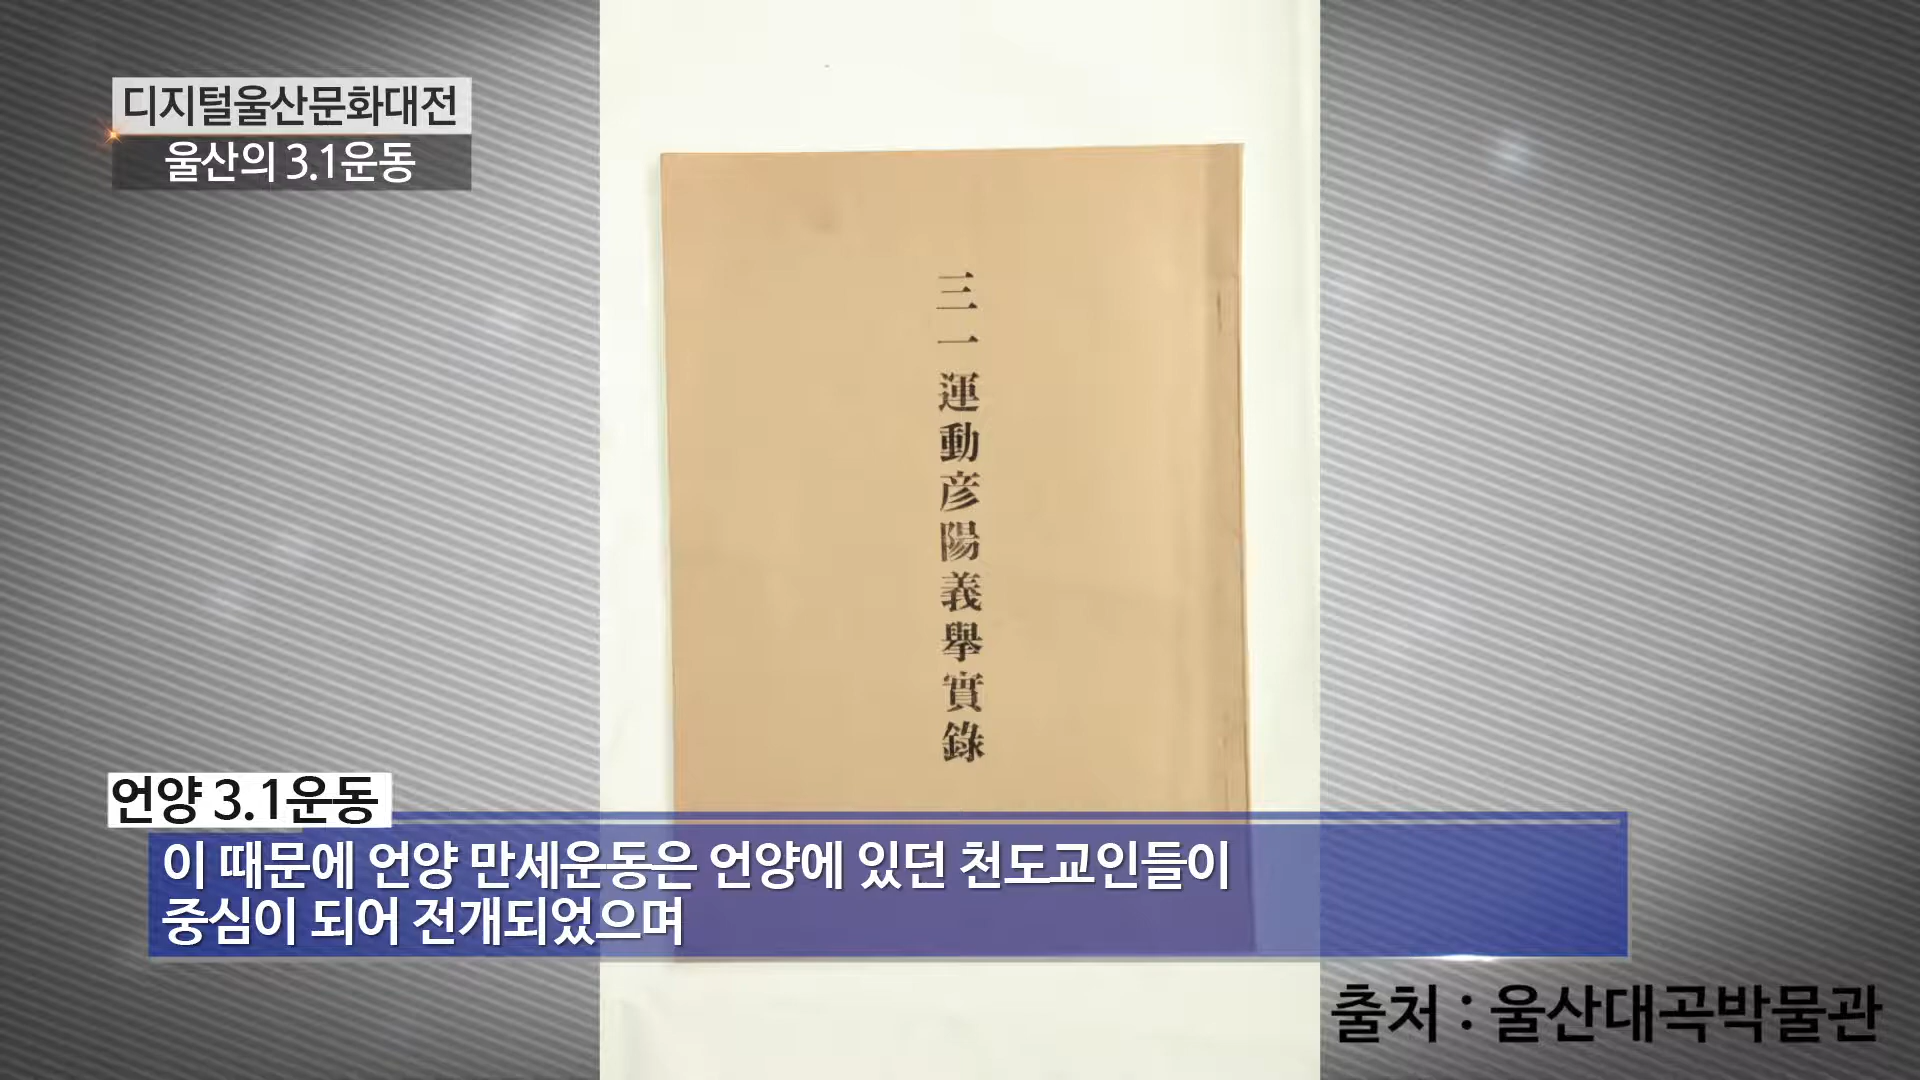 디지털울산문화대전
울산의 3.1운동
三一運動彦陽義擧實錄
언양 3.1운동
이 때문에 언양 만세운동은 언양에 있던 천도교인들이
중심이 되어 전개되었으며
출처 : 울산대곡박물관